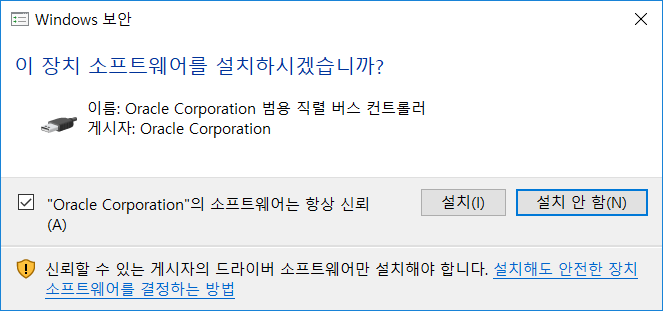 Windows 보안
이 장치 소프트웨어를 설치하시겠습니까?
이름: Oracle Corporation 범용 직렬 버스 컨트롤러
게시자: Oracle Corporation
"Oracle Corporation"의 소프트웨어는 항상 신뢰
(A)
설치(I)
설치 안 함(N)
신뢰할 수 있는 게시자의 드라이버 소프트웨어만 설치해야 합니다. 설치해도 안전한 장치
소프트웨어를 결정하는 방법